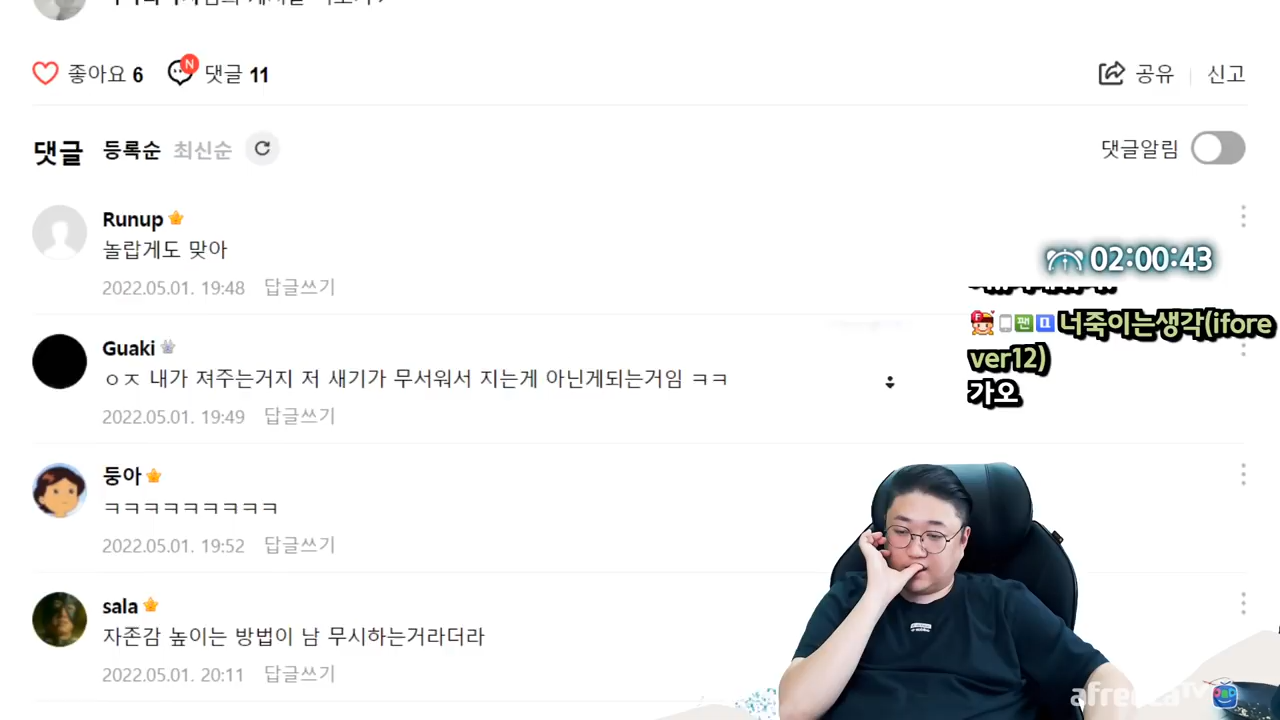 좋아요 6
N
댓글 11
공유
신고
댓글
등록순
최신순
댓글알림
Runup
놀랍게도 맞아
2022.05.01. 19:48 답글쓰기
02:00:43
F 팬
너죽이는생각(ifore
ver12)
가오
Guaki
ㅇㅈ 내가 져주는거지 저 새기가 무서워서 지는게 아닌게되는거임 ㅋㅋ
2022.05.01. 19:49 답글쓰기
둥아
ㅋㅋㅋㅋㅋㅋㅋㅋㅋ
2022.05.01. 19:52 답글쓰기
sala
자존감 높이는 방법이 남 무시하는거라더라
2022.05.01. 20:11 답글쓰기
afreecaTV